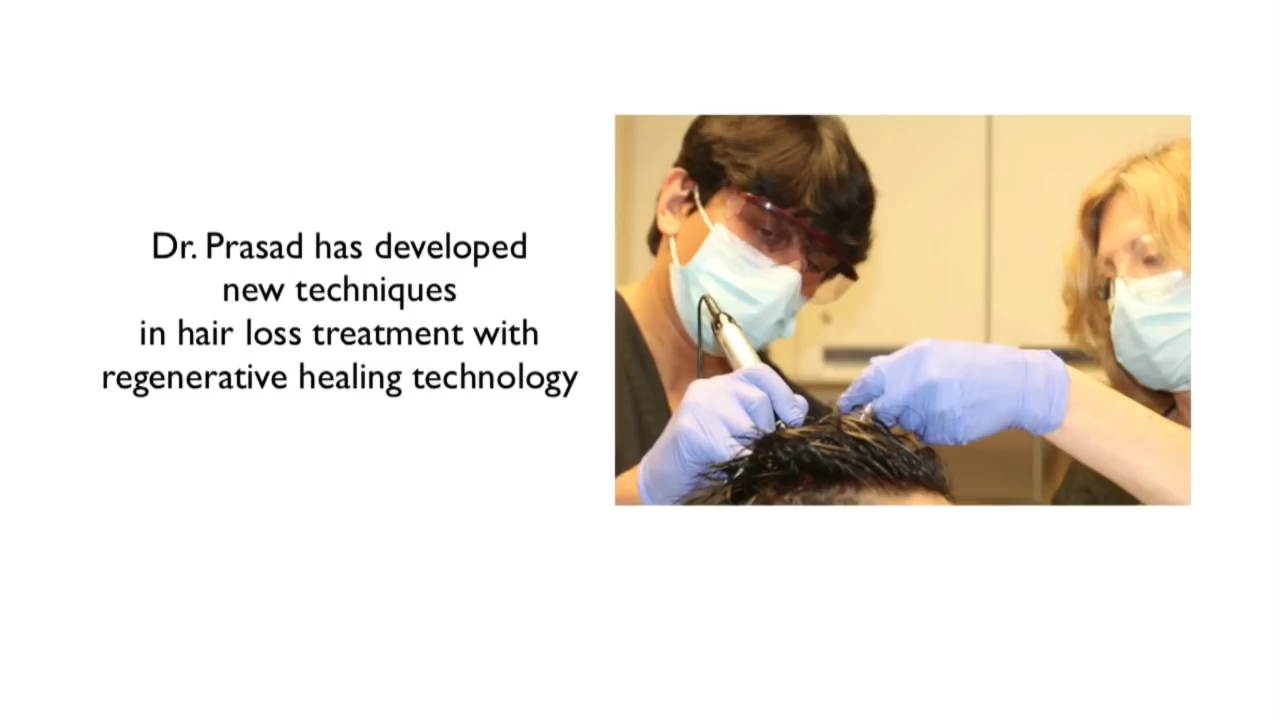 Dr. Prasad has developed
new techniques
in hair loss treatment with
regenerative healing technology